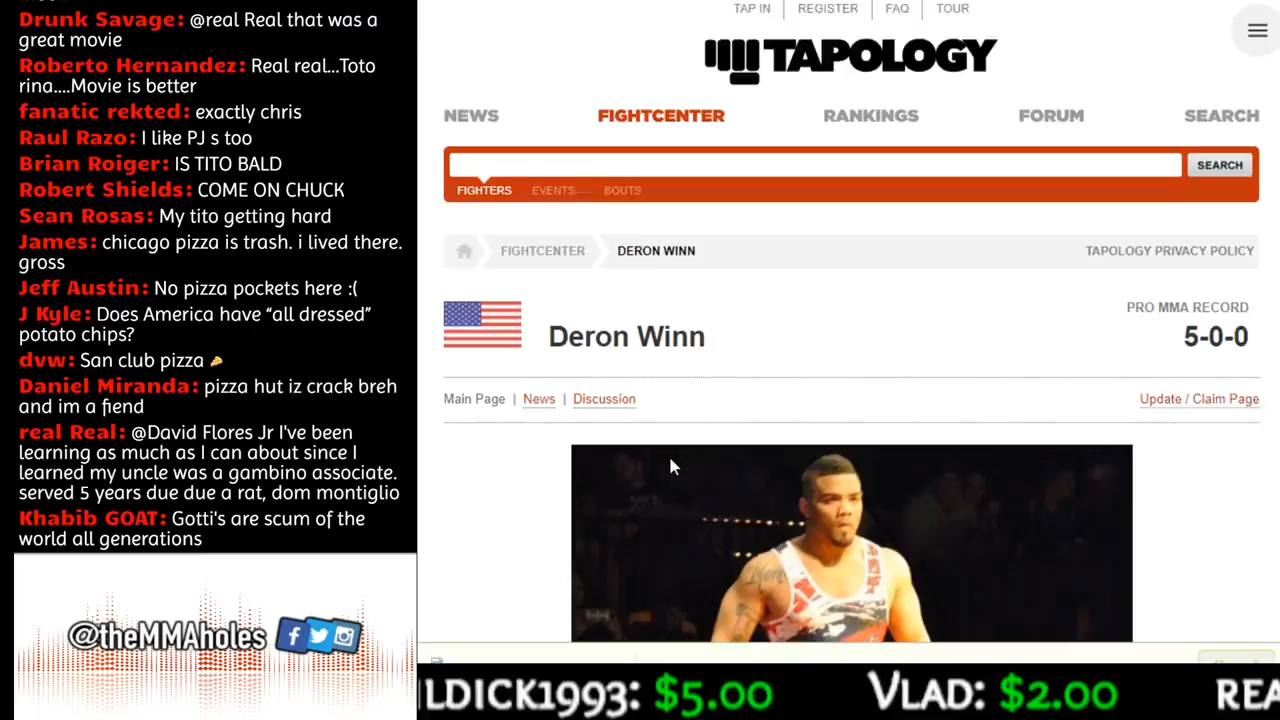 Drunk Savage: @real Real that was a
great movie
Roberto Hernandez: Real real...Toto
rina....Movie is better
fanatic rekted: exactly chris
Raul Razo: I like PJ s too
Brian Roiger: IS TITO BALD
Robert Shields: COME ON CHUCK
Sean Rosas: My tito getting hard
James: chicago pizza is trash. i lived there.
gross
Jeff Austin: No pizza pockets here :(
J Kyle: Does America have “all dressed”
potato chips?
dvw: San club pizza 🍕
Daniel Miranda: pizza hut iz crack breh
and im a fiend
real Real: @David Flores Jr I've been
learning as much as I can about since I
learned my uncle was a gambino associate.
served 5 years due due a rat, dom montiglio
Khabib GOAT: Gotti's are scum of the
world all generations
@theMMAholes
TAP IN REGISTER FAQ TOUR
TAPOLOGY
NEWS FIGHTCENTER RANKINGS FORUM SEARCH
SEARCH
FIGHTERS EVENTS BOUTS
FIGHTCENTER DERON WINN TAPOLOGY PRIVACY POLICY
PRO MMA RECORD
Deron Winn 5-0-0
Main Page | News | Discussion Update / Claim Page
LDICK1993: $5.00 VLAD: $2.00 REA